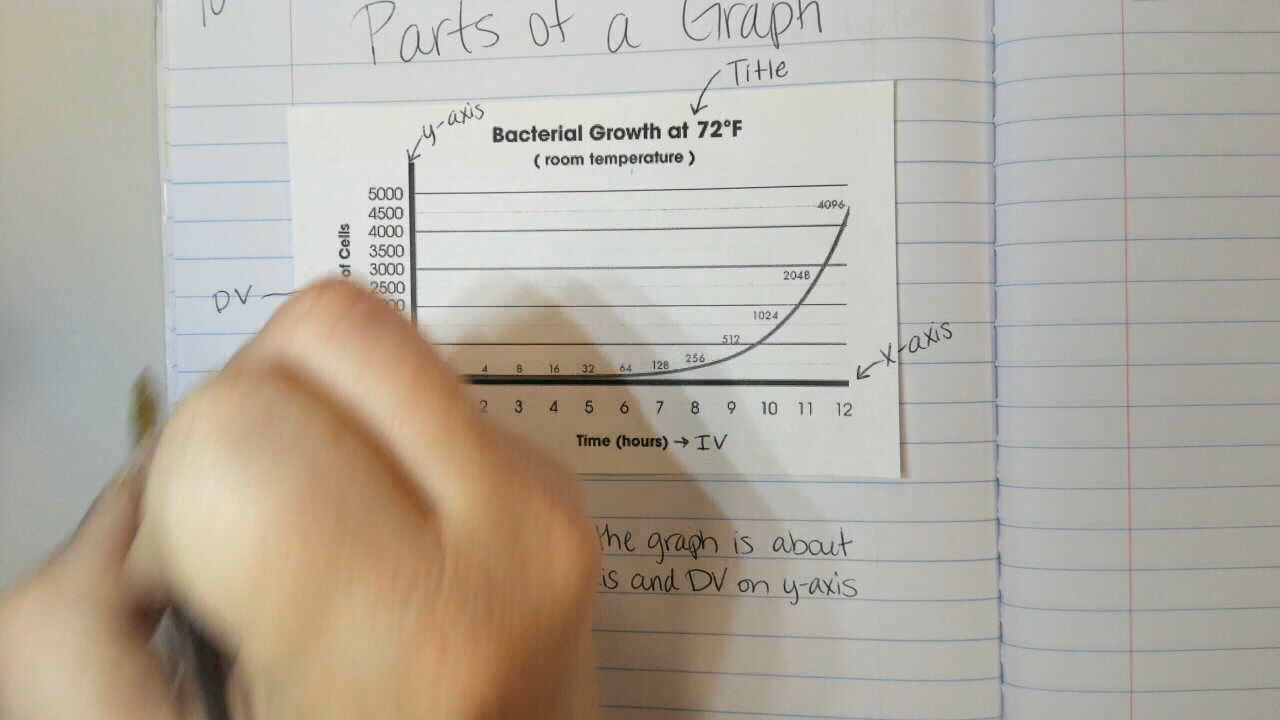 10
Parts of a Graph
Title
y-axis
Bacterial Growth at 72°F
( room temperature )
5000
4500
4000
3500
3000
2500
of Cells
DV
4 8 16 32 64 128 256 512 1024 2048 4096
x-axis
2 3 4 5 6 7 8 9 10 11 12
Time (hours) → IV
the graph is about
is and DV on y-axis